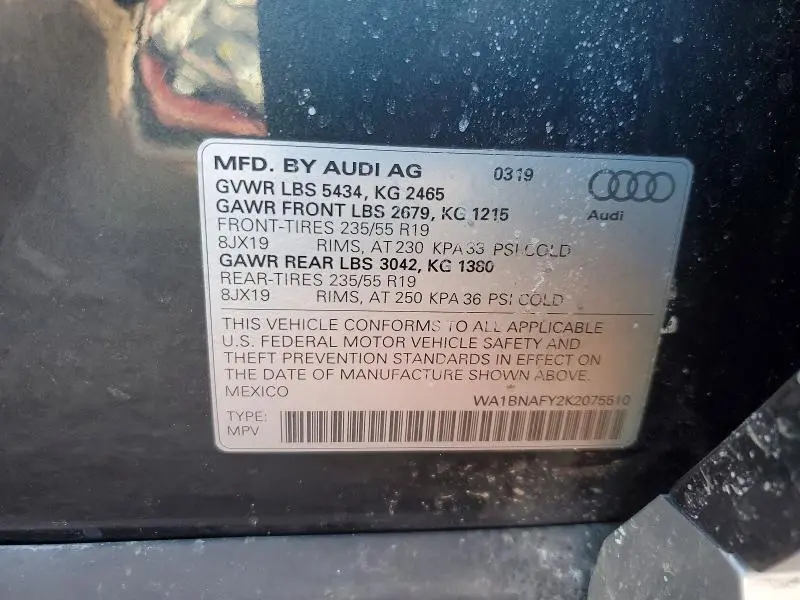 MFD. BY AUDI AG 0319
GVWR LBS 5434, KG 2465
GAWR FRONT LBS 2679, KG 1215
Audi
FRONT-TIRES 235/55 R19
8JX19 RIMS, AT 230 KPA 33 PSI COLD
GAWR REAR LBS 3042, KG 1380
REAR-TIRES 235/55 R19
8JX19 RIMS, AT 250 KPA 36 PSI COLD
THIS VEHICLE CONFORMS TO ALL APPLICABLE
U.S. FEDERAL MOTOR VEHICLE SAFETY AND
THEFT PREVENTION STANDARDS IN EFFECT ON
THE DATE OF MANUFACTURE SHOWN ABOVE.
MEXICO
WA1BNAFY2K2075510
TYPE:
MPV